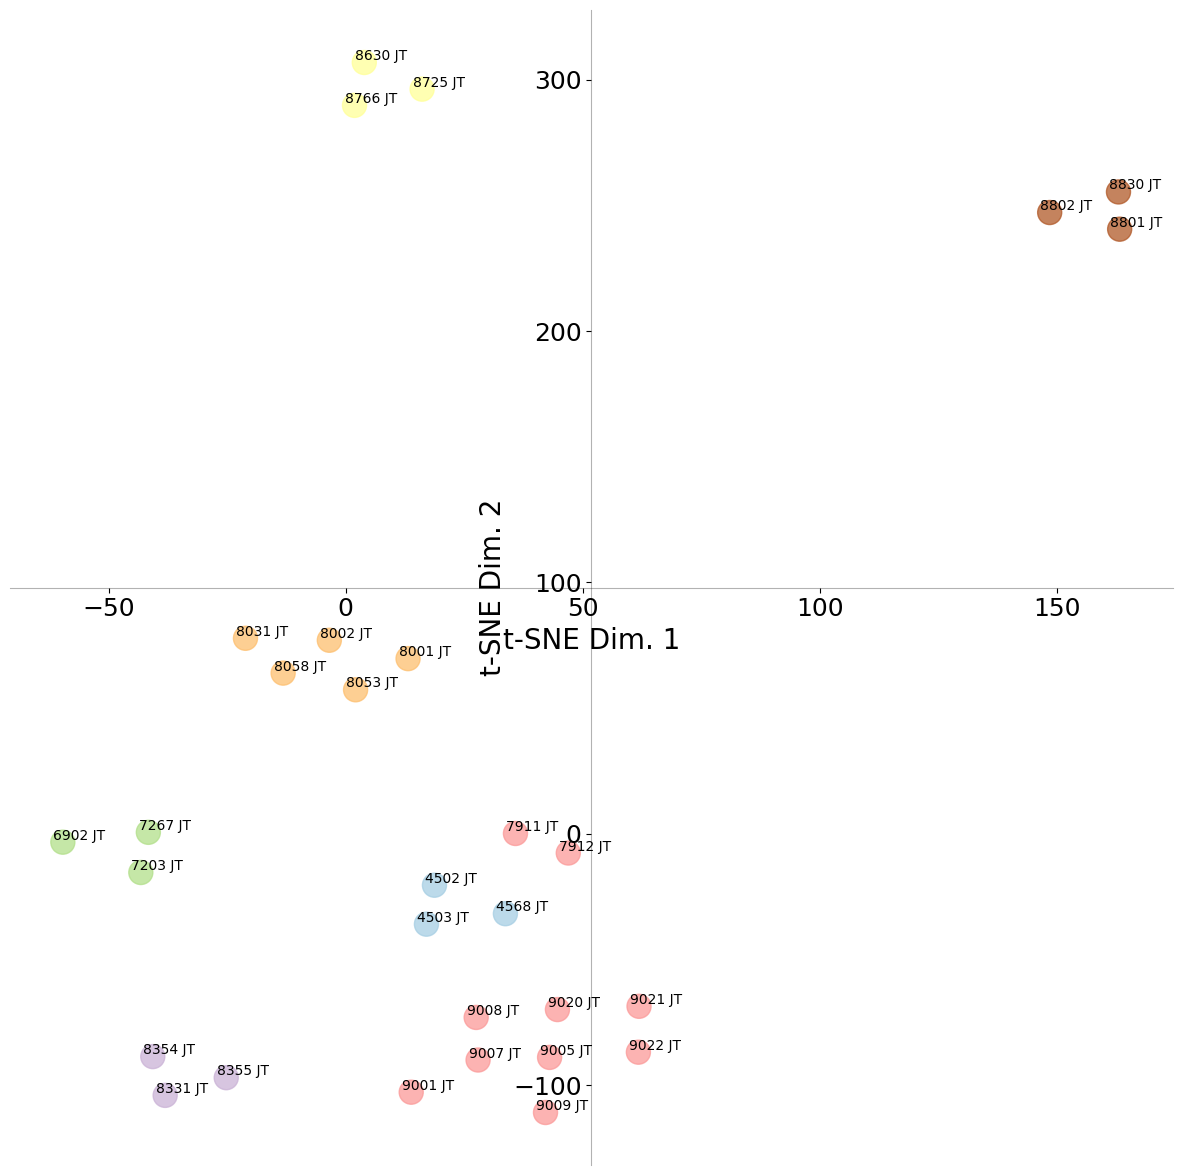 8630 JT
300
8725 JT
8766 JT
8830 JT
8802 JT
8801 JT
200
t-SNE Dim. 2
100
−50 0 50 100 150
t-SNE Dim. 1
8031 JT
8002 JT
8001 JT
8058 JT
8053 JT
7267 JT
7911 JT
0
6902 JT
7912 JT
7203 JT
4502 JT
4568 JT
4503 JT
9020 JT
9021 JT
9008 JT
8354 JT
9007 JT
9005 JT
9022 JT
8355 JT
8331 JT
9001 JT
−100
9009 JT